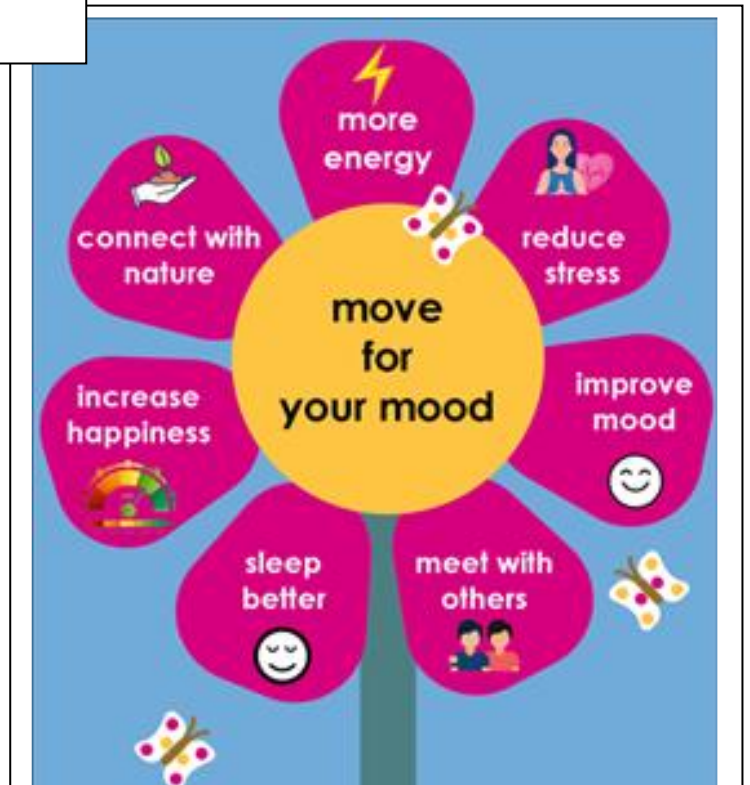 more
energy
connect with
nature
reduce
stress
move
for
your mood
increase
happiness
improve
mood
sleep
better
meet with
others